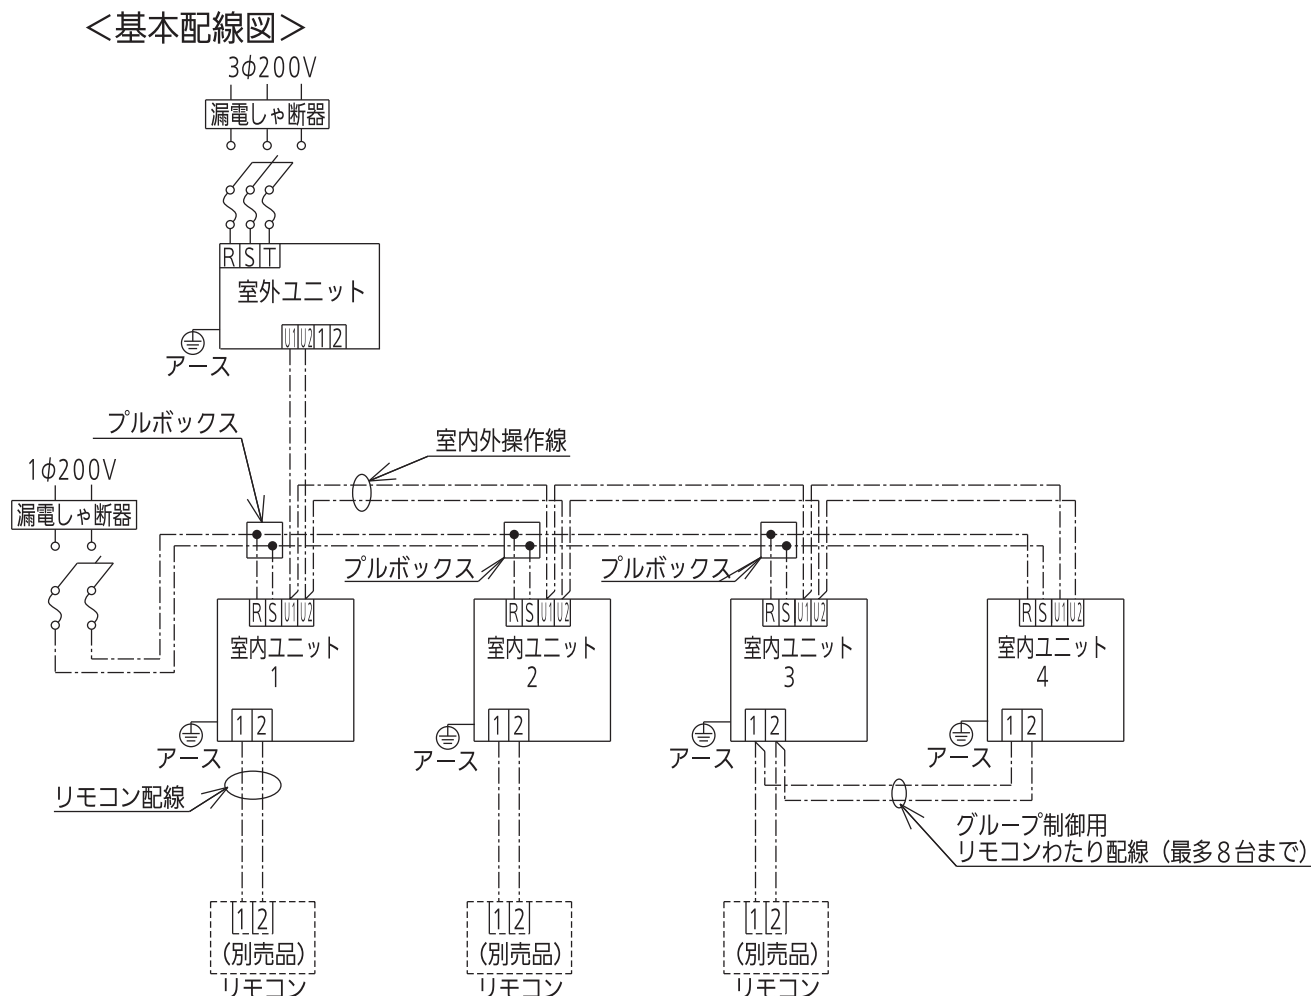 ＜基本配線図＞
3φ200V
漏電しゃ断器
R S T
室外ユニット
U1 U2 1 2
アース
プルボックス
室内外操作線
1φ200V
漏電しゃ断器
プルボックス
プルボックス
R S U1 U2
室内ユニット
1
R S U1 U2
室内ユニット
2
R S U1 U2
室内ユニット
3
R S U1 U2
室内ユニット
4
1 2
アース
1 2
アース
1 2
アース
1 2
アース
リモコン配線
グループ制御用
リモコンわたり配線（最多8台まで）
1 2
（別売品）
リモコン
1 2
（別売品）
リモコン
1 2
（別売品）
リモコン